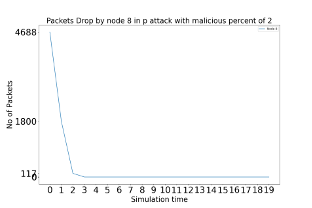 Packets Drop by node 8 in p attack with malicious percent of 2
4688
1800
117
0
No of Packets
0 1 2 3 4 5 6 7 8 9 10 11 12 13 14 15 16 17 18 19
Simulation time